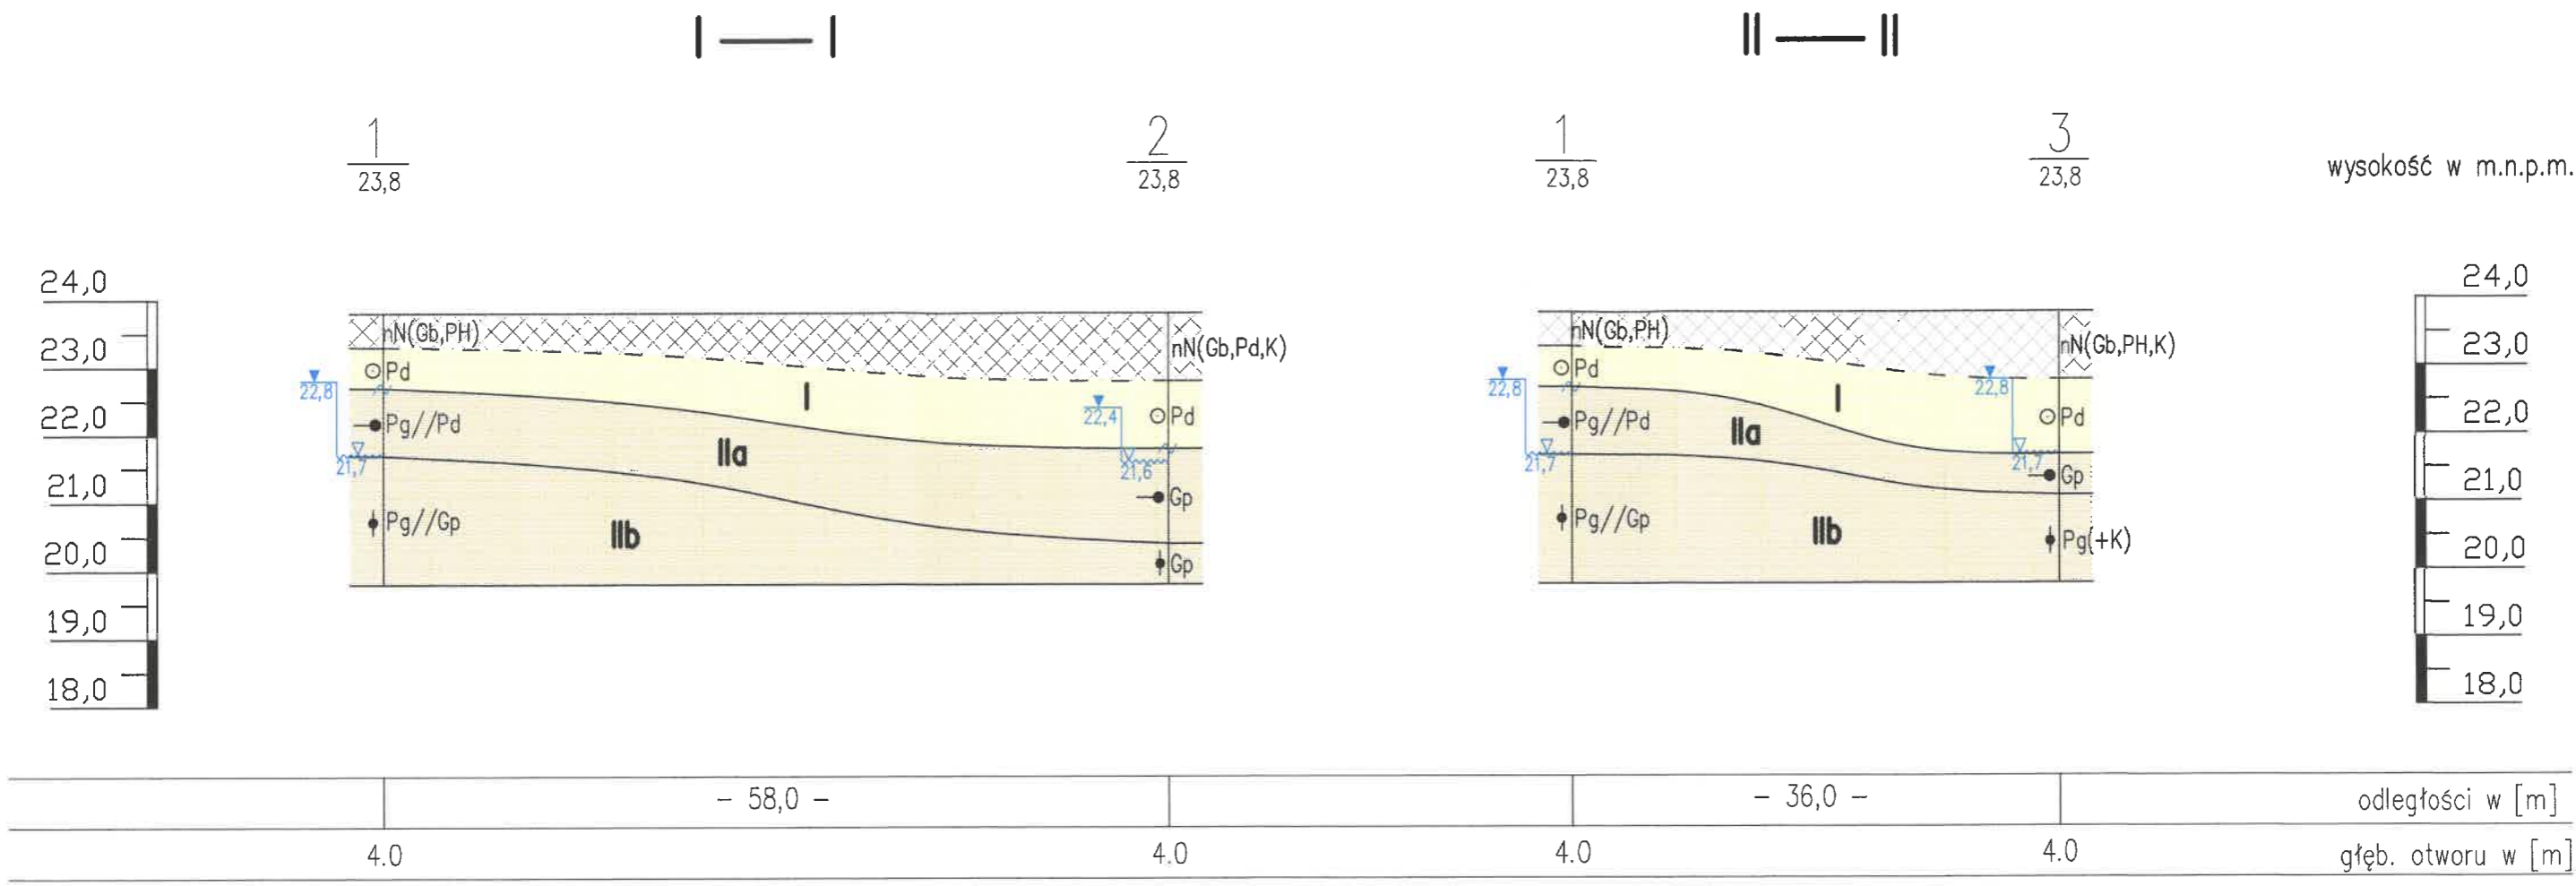 I — I
II — II
1
23,8
2
23,8
1
23,8
3
23,8
wysokość w m.n.p.m.
24,0
23,0
22,0
21,0
20,0
19,0
18,0
nN(Gb,PH)
Pd
22,8
Pg//Pd
21,7
Pg//Gp
I
IIa
IIb
nN(Gb,Pd,K)
Pd
22,4
21,6
Gp
Gp
nN(Gb,PH)
Pd
22,8
Pg//Pd
21,7
Pg//Gp
I
IIa
IIb
nN(Gb,PH,K)
22,8
Pd
21,7
Gp
Pg(+K)
24,0
23,0
22,0
21,0
20,0
19,0
18,0
- 58,0 -
- 36,0 -
odległości w [m]
4.0
4.0
4.0
4.0
głęb. otworu w [m]